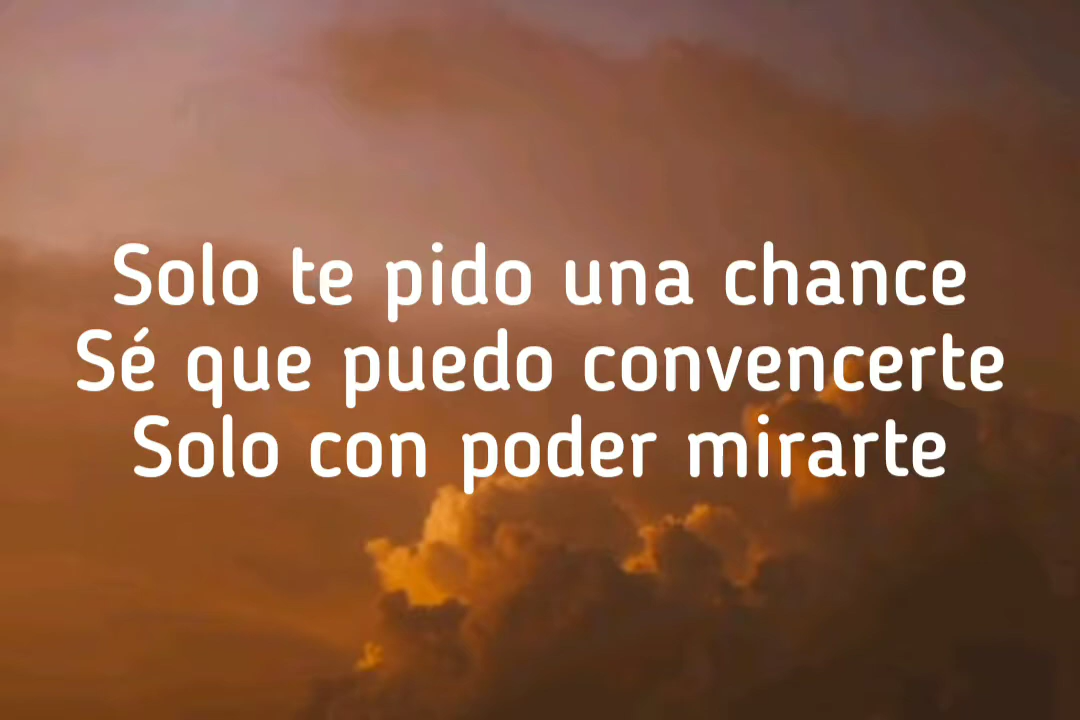 Solo te pido una chance
Sé que puedo convencerte
Solo con poder mirarte